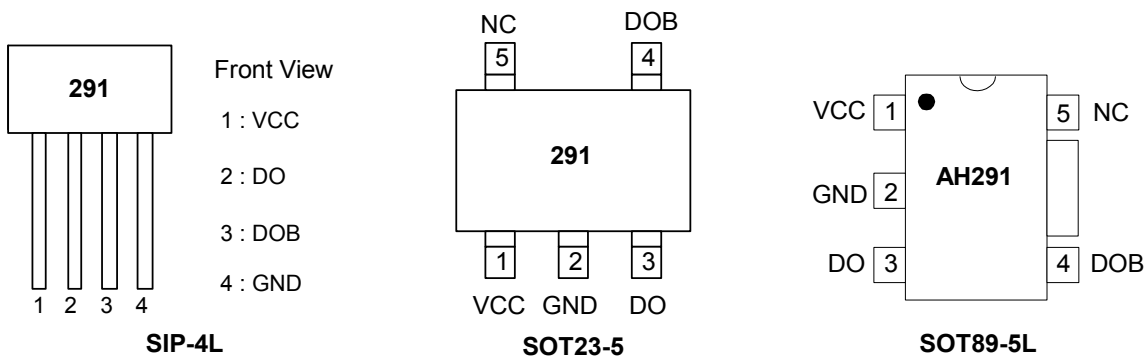 291
Front View
1 : VCC
2 : DO
3 : DOB
4 : GND
1 2 3 4
SIP-4L
NC DOB
5 4
291
1 2 3
VCC GND DO
SOT23-5
VCC 1 5 NC
GND 2
AH291
DO 3 4 DOB
SOT89-5L